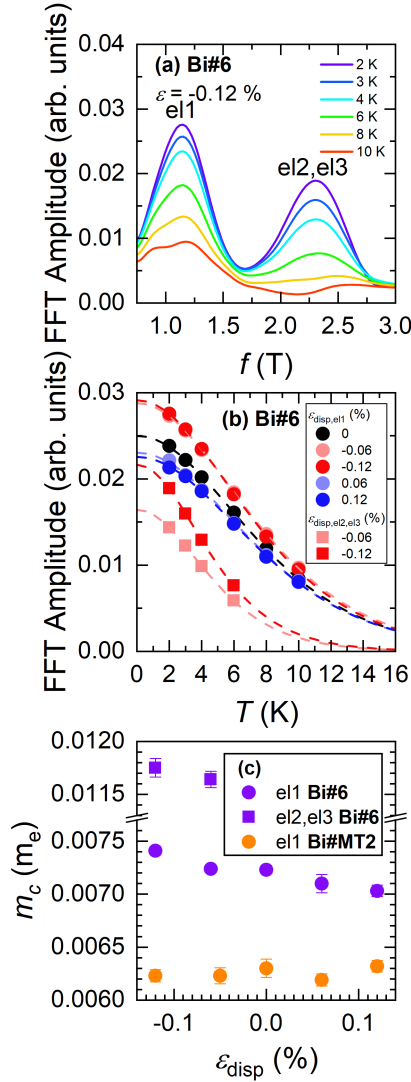 0.04
0.03
0.02
0.01
0.00
FFT Amplitude (arb. units)
(a) Bi#6
ε = -0.12 %
el1
el2,el3
2 K
3 K
4 K
6 K
8 K
10 K
1.0
1.5
2.0
2.5
3.0
f (T)
0.03
0.02
0.01
0.00
FFT Amplitude (arb. units)
(b) Bi#6
εdisp,el1 (%)
0
-0.06
-0.12
0.06
0.12
εdisp,el2,el3 (%)
-0.06
-0.12
0
2
4
6
8
10
12
14
16
T (K)
0.0120
0.0115
0.0075
0.0070
0.0065
0.0060
mc (me)
(c)
el1 Bi#6
el2,el3 Bi#6
el1 Bi#MT2
-0.1
0.0
0.1
εdisp (%)